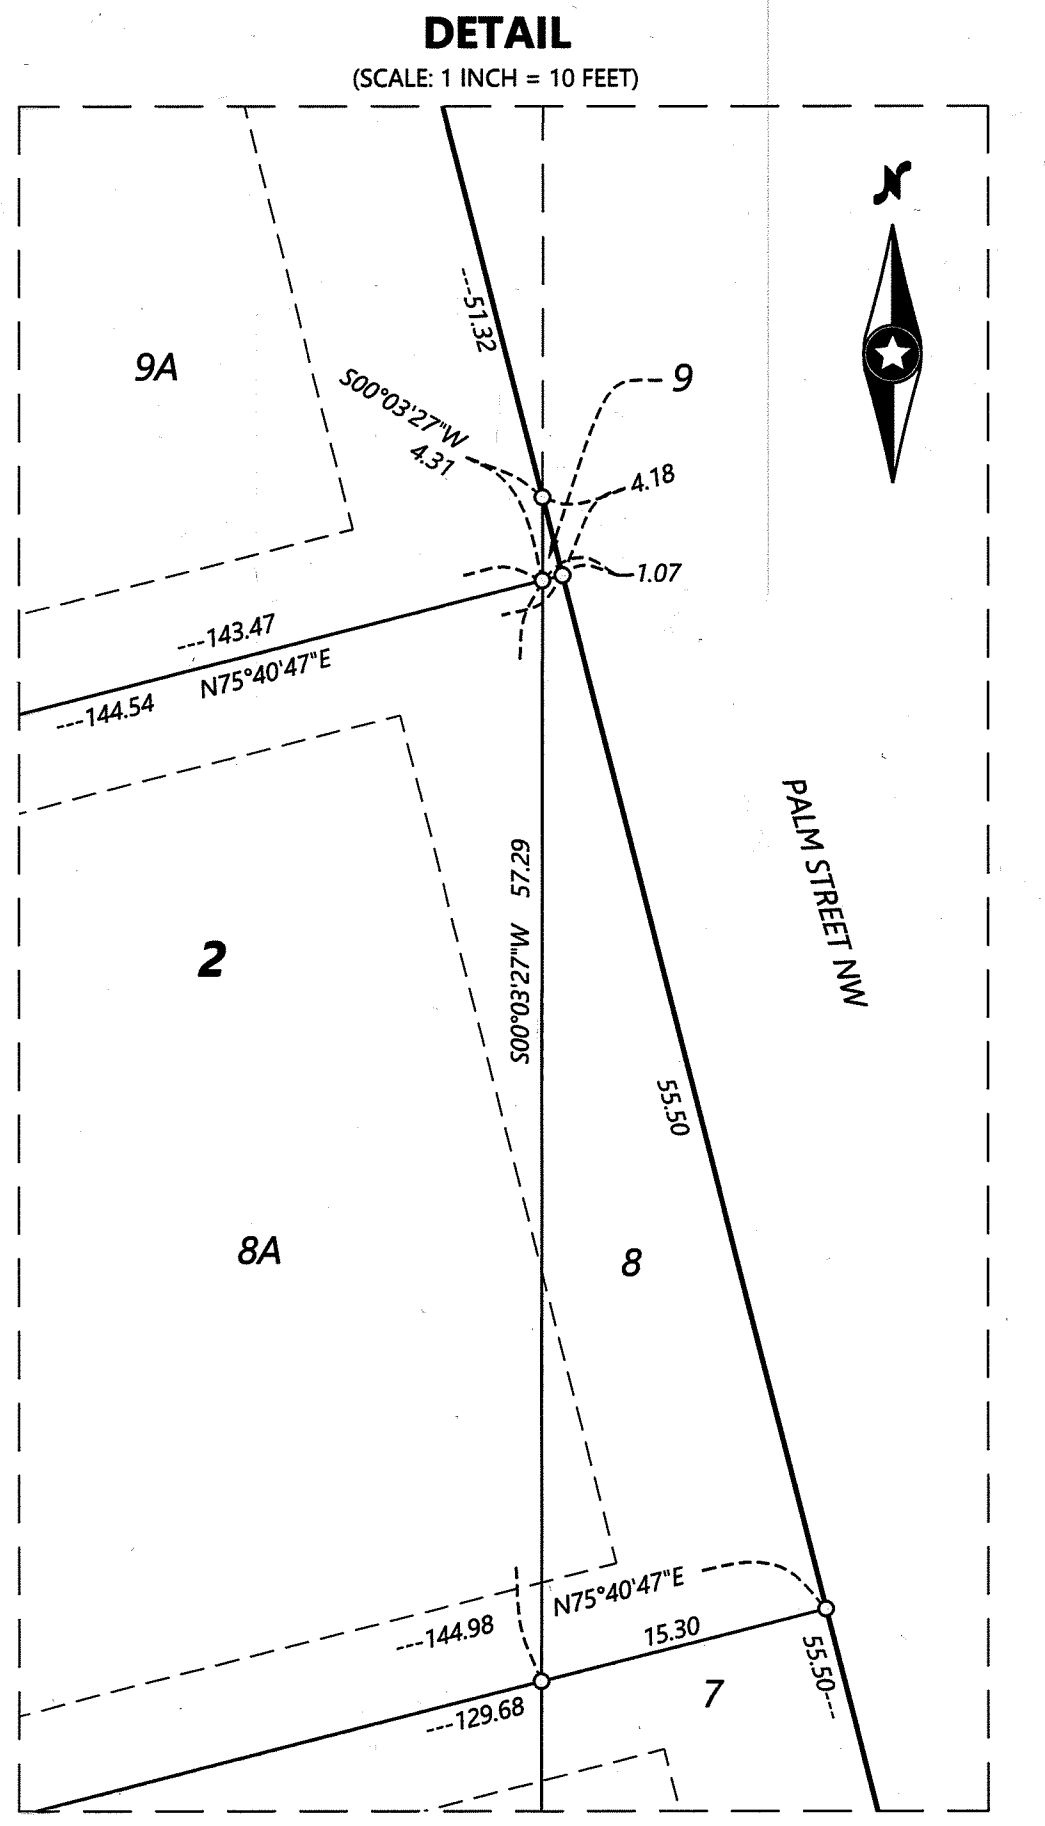 DETAIL
(SCALE: 1 INCH = 10 FEET)
N
---51.32
9A
9
S00°03'27"W
4.31
4.18
1.07
---143.47
N75°40'47"E
---144.54
PALM STREET NW
S00°03'27"W 57.29
2
55.50
8A
8
N75°40'47"E
---144.98
15.30
55.50---
7
---129.68